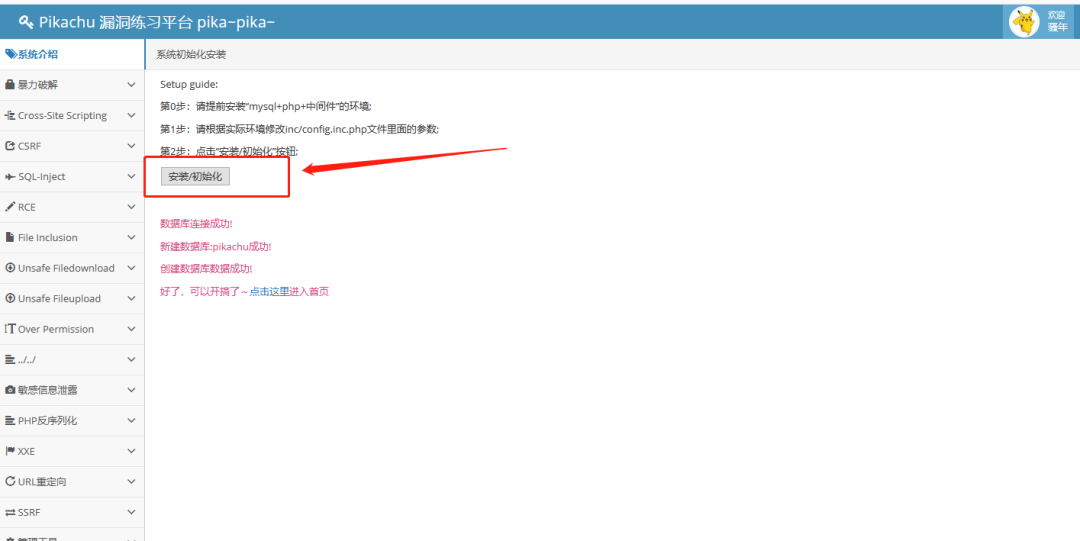 Pikachu 漏洞练习平台 pika~pika~
欢迎
骚年
系统介绍
系统初始化安装
暴力破解
Cross-Site Scripting
CSRF
SQL-Inject
RCE
File Inclusion
Unsafe Filedownload
Unsafe Fileupload
Over Permission
../../
敏感信息泄露
PHP反序列化
XXE
URL重定向
SSRF
管理工具
Setup guide:
第0步：请提前安装“mysql+php+中间件”的环境;
第1步：请根据实际环境修改inc/config.inc.php文件里面的参数;
第2步：点击“安装/初始化”按钮;
安装/初始化
数据库连接成功!
新建数据库:pikachu成功!
创建数据库数据成功!
好了，可以开搞了～点击这里进入首页